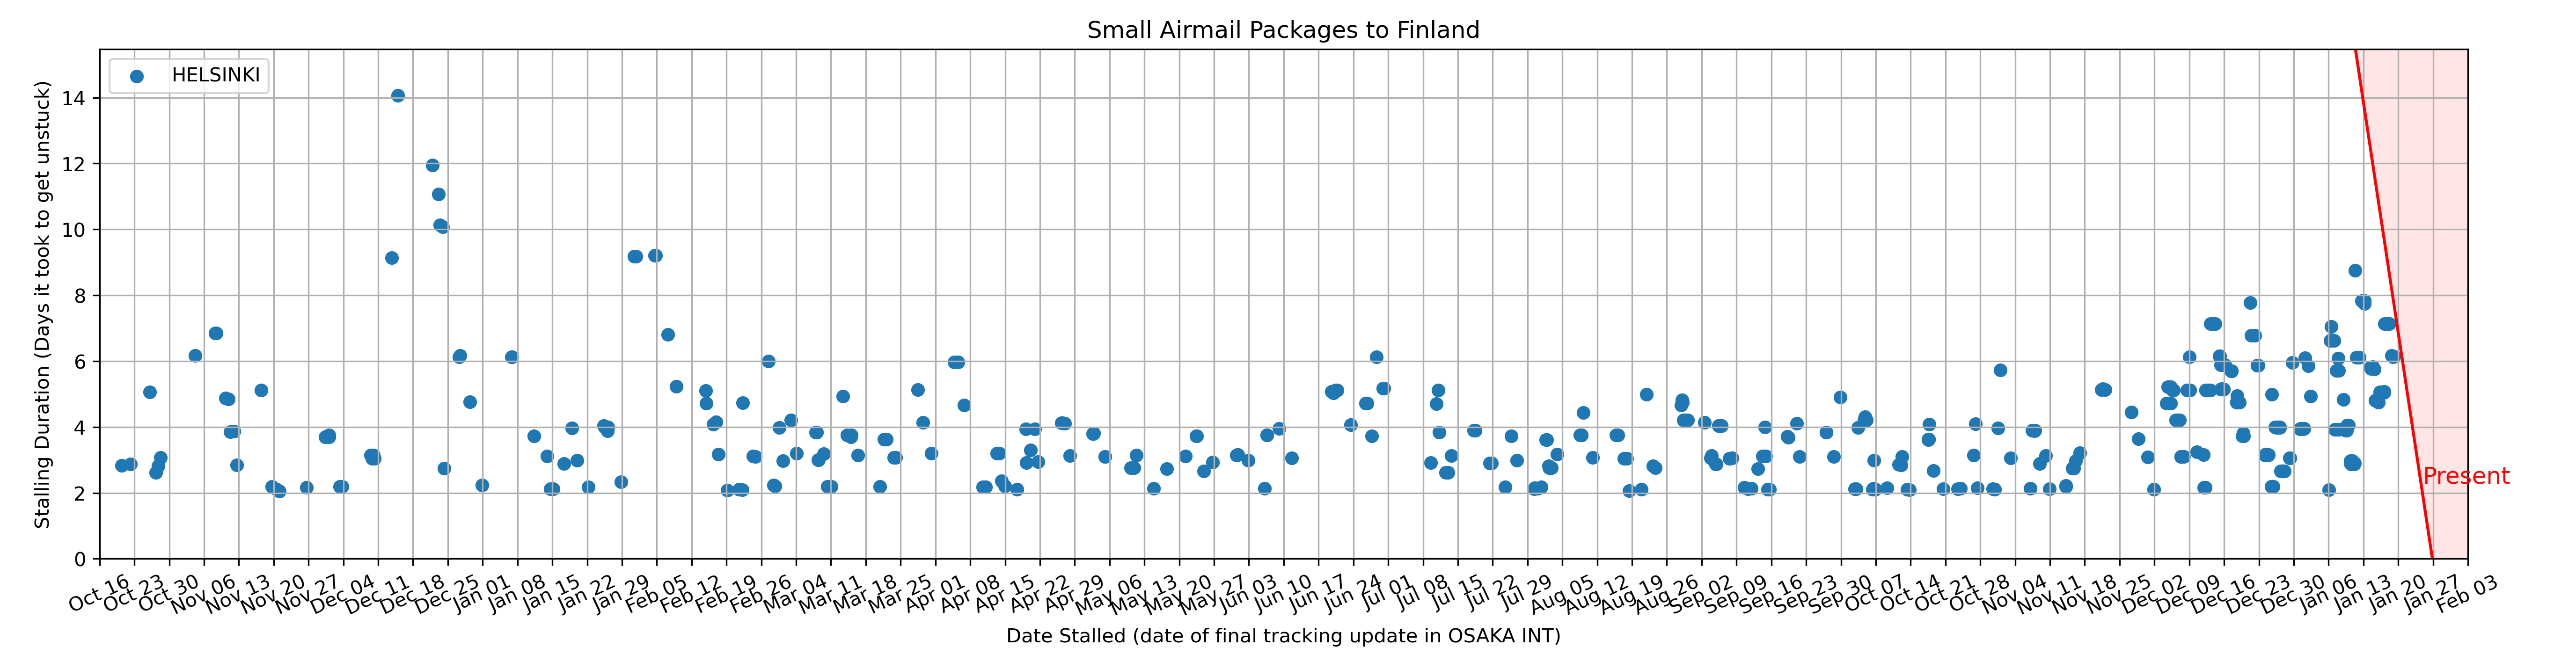 Small Airmail Packages to Finland
HELSINKI
Stalling Duration (Days it took to get unstuck)
14
12
10
8
6
4
2
0
Present
Oct 16
Oct 23
Oct 30
Nov 06
Nov 13
Nov 20
Nov 27
Dec 04
Dec 11
Dec 18
Dec 25
Jan 01
Jan 08
Jan 15
Jan 22
Jan 29
Feb 05
Feb 12
Feb 19
Feb 26
Mar 04
Mar 11
Mar 18
Mar 25
Apr 01
Apr 08
Apr 15
Apr 22
Apr 29
May 06
May 13
May 20
May 27
Jun 03
Jun 10
Jun 17
Jun 24
Jul 01
Jul 08
Jul 15
Jul 22
Jul 29
Aug 05
Aug 12
Aug 19
Aug 26
Sep 02
Sep 09
Sep 16
Sep 23
Sep 30
Oct 07
Oct 14
Oct 21
Oct 28
Nov 04
Nov 11
Nov 18
Nov 25
Dec 02
Dec 09
Dec 16
Dec 23
Dec 30
Jan 06
Jan 13
Jan 20
Jan 27
Feb 03
Date Stalled (date of final tracking update in OSAKA INT)